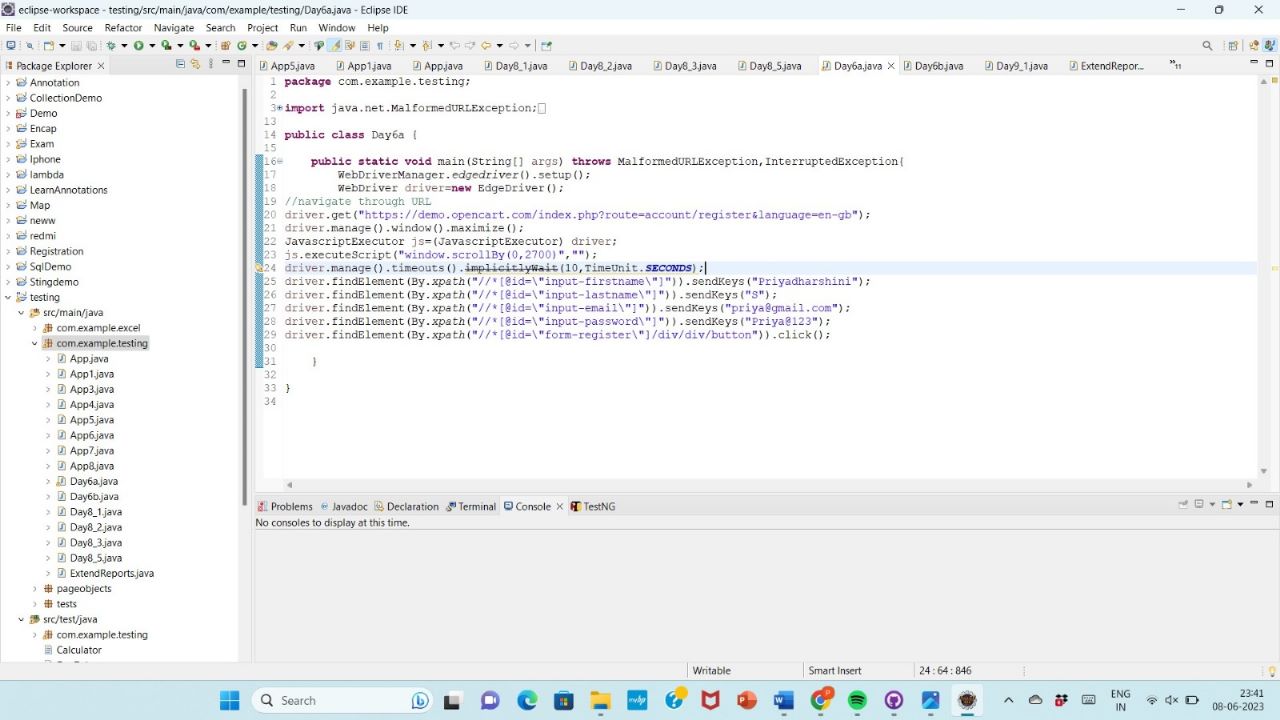 eclipse-workspace - testing/src/main/java/com/example/testing/Day6a.java - Eclipse IDE
File Edit Source Refactor Navigate Search Project Run Window Help
Package Explorer
App5.java App1.java App.java Day8_1.java Day8_2.java Day8_3.java Day8_5.java Day6a.java Day6b.java Day9_1.java ExtendRepor... »11
Annotation
CollectionDemo
Demo
Encap
Exam
Iphone
lambda
LearnAnnotations
Map
neww
redmi
Registration
SqlDemo
Stingdemo
testing
src/main/java
com.example.excel
com.example.testing
App.java
App1.java
App3.java
App4.java
App5.java
App6.java
App7.java
App8.java
Day6a.java
Day6b.java
Day8_1.java
Day8_2.java
Day8_3.java
Day8_5.java
ExtendReports.java
pageobjects
tests
src/test/java
com.example.testing
Calculator
1 package com.example.testing;
2
3 import java.net.MalformedURLException;
13
14 public class Day6a {
15
16 public static void main(String[] args) throws MalformedURLException,InterruptedException{
17 WebDriverManager.edgedriver().setup();
18 WebDriver driver=new EdgeDriver();
19 //navigate through URL
20 driver.get("https://demo.opencart.com/index.php?route=account/register&language=en-gb");
21 driver.manage().window().maximize();
22 JavascriptExecutor js=(JavascriptExecutor) driver;
23 js.executeScript("window.scrollBy(0,2700)","");
24 driver.manage().timeouts().implicitlyWait(10,TimeUnit.SECONDS);
25 driver.findElement(By.xpath("//*[@id=\"input-firstname\"]")).sendKeys("Priyadharshini");
26 driver.findElement(By.xpath("//*[@id=\"input-lastname\"]")).sendKeys("S");
27 driver.findElement(By.xpath("//*[@id=\"input-email\"]")).sendKeys("priya@gmail.com");
28 driver.findElement(By.xpath("//*[@id=\"input-password\"]")).sendKeys("Priya@123");
29 driver.findElement(By.xpath("//*[@id=\"form-register\"]/div/div/button")).click();
30
31 }
32
33 }
34
Problems Javadoc Declaration Terminal Console TestNG
No consoles to display at this time.
Writable Smart Insert 24 : 64 : 846
Search
ENG
IN
23:41
08-06-2023